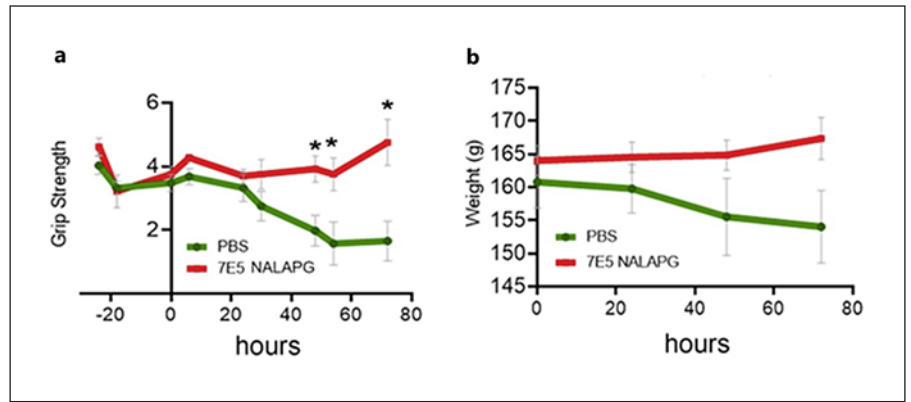 a
Grip Strength
6
4
2
* * *
PBS
7E5 NALAPG
-20 0 20 40 60 80
hours
b
Weight (g)
175
170
165
160
155
150
145
PBS
7E5 NALAPG
0 20 40 60 80
hours